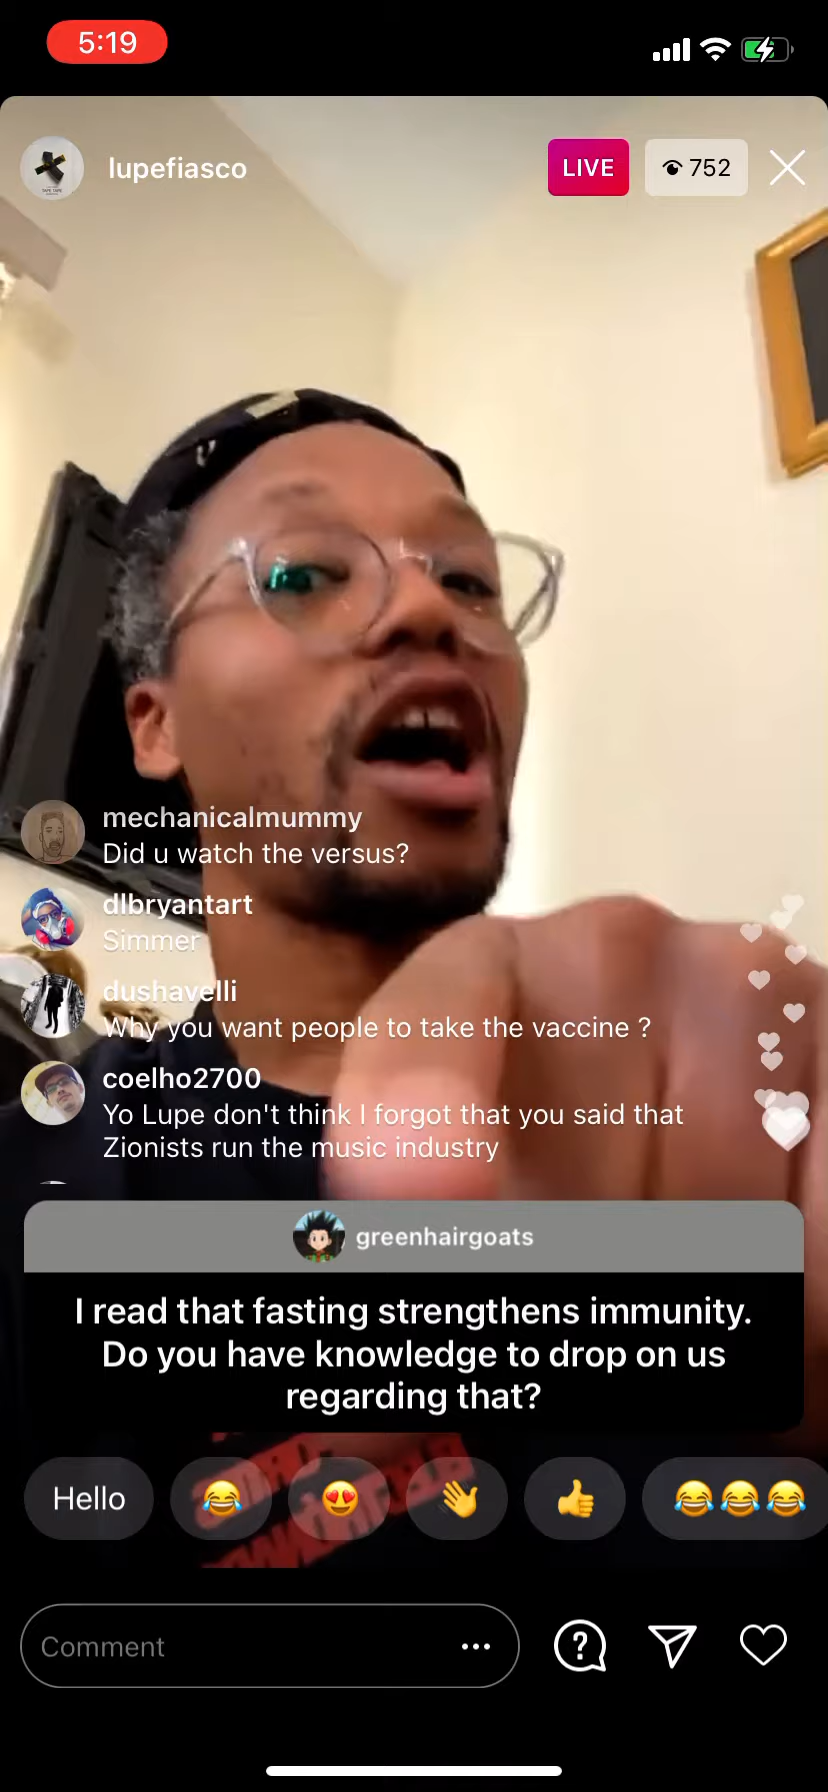 5:19
lupefiasco
LIVE
752
mechanicalmummy
Did u watch the versus?
dlbryantart
Simmer
dushavelli
Why you want people to take the vaccine ?
coelho2700
Yo Lupe don't think I forgot that you said that
Zionists run the music industry
greenhairgoats
I read that fasting strengthens immunity.
Do you have knowledge to drop on us
regarding that?
Hello
Comment